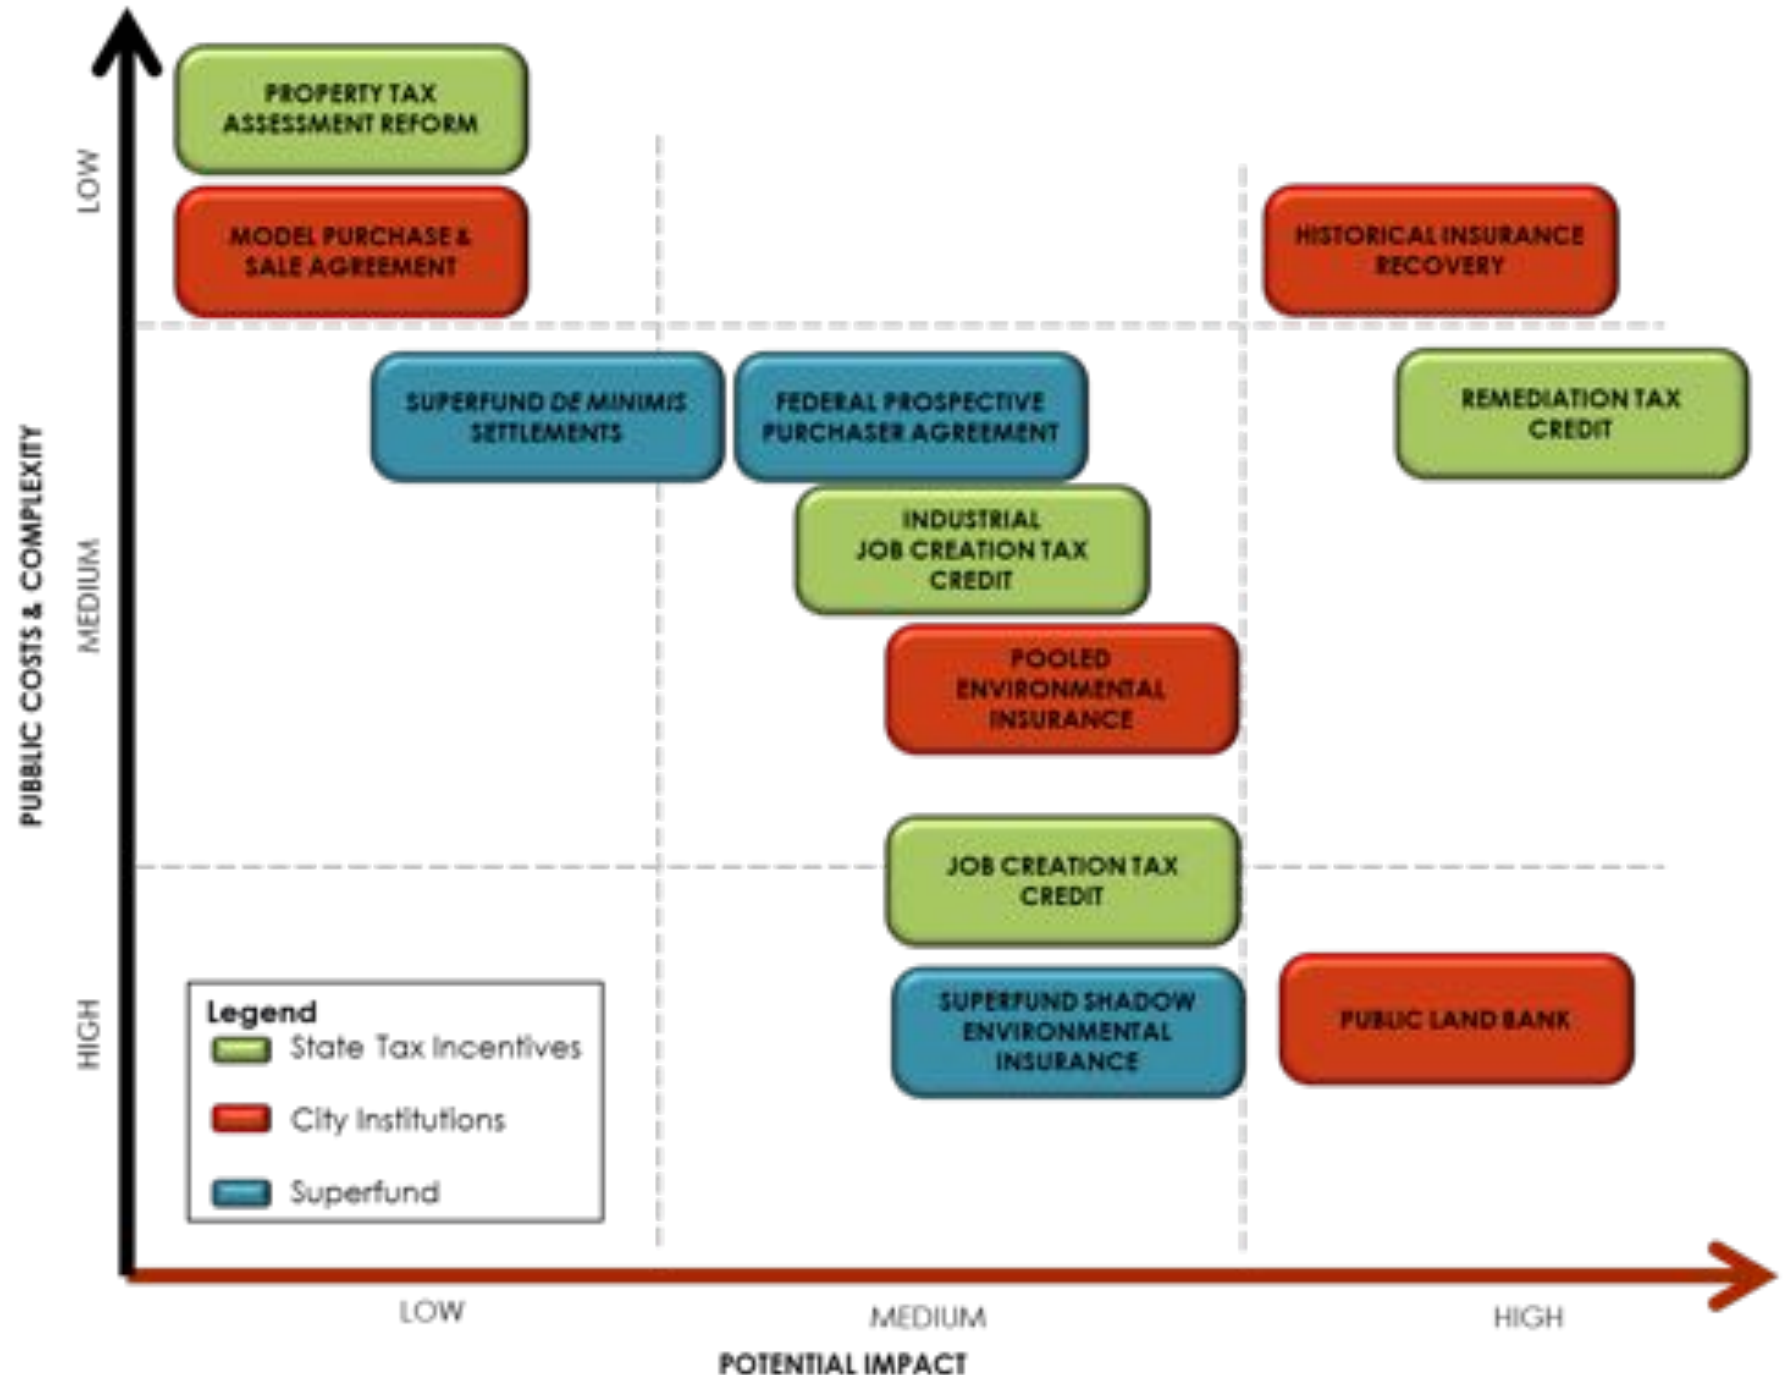 PROPERTY TAX
ASSESSMENT REFORM
MODEL PURCHASE &
SALE AGREEMENT
HISTORICAL INSURANCE
RECOVERY
SUPERFUND DE MINIMIS
SETTLEMENTS
FEDERAL PROSPECTIVE
PURCHASER AGREEMENT
REMEDIATION TAX
CREDIT
INDUSTRIAL
JOB CREATION TAX
CREDIT
POOLED
ENVIRONMENTAL
INSURANCE
JOB CREATION TAX
CREDIT
SUPERFUND SHADOW
ENVIRONMENTAL
INSURANCE
PUBLIC LAND BANK
PUBLIC COSTS & COMPLEXITY
LOW
MEDIUM
HIGH
Legend
State Tax Incentives
City Institutions
Superfund
LOW
MEDIUM
HIGH
POTENTIAL IMPACT